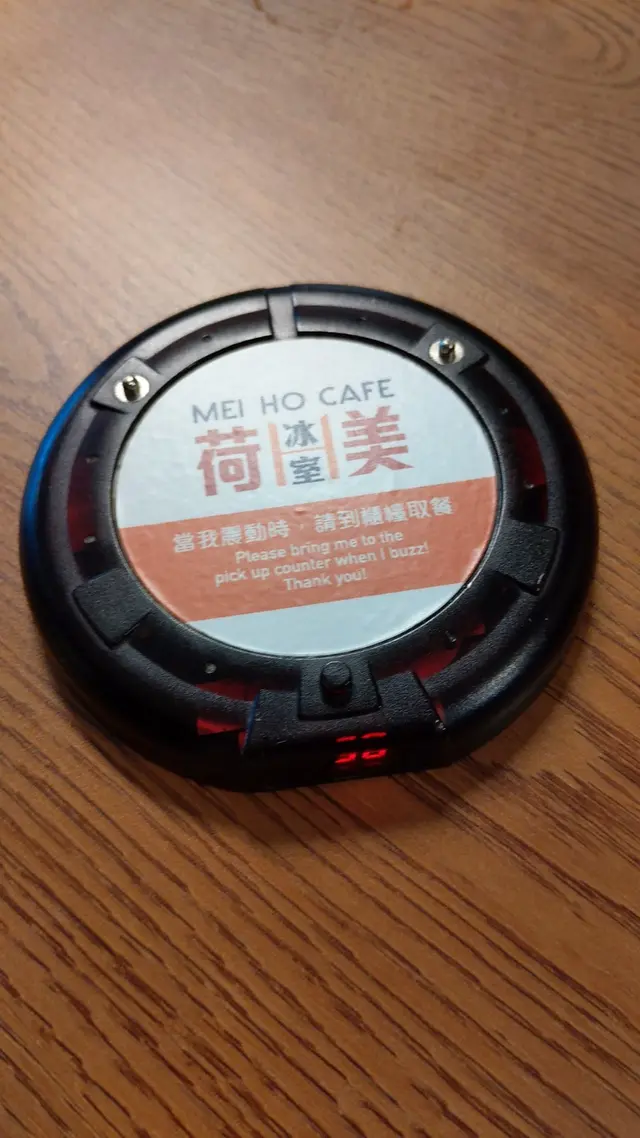 MEI HO CAFE
荷 冰室 美
當我震動時，請到櫃檯取餐
Please bring me to the
pick up counter when I buzz!
Thank you!